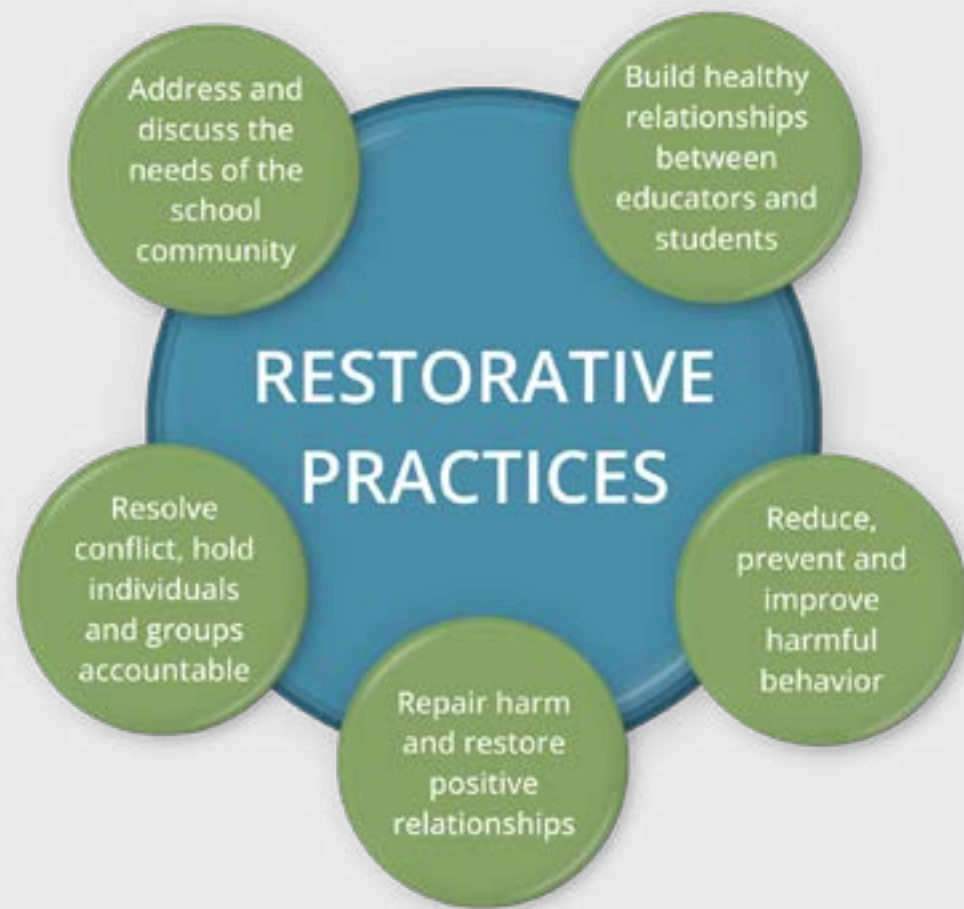 Address and
discuss the
needs of the
school
community
Build healthy
relationships
between
educators and
students
RESTORATIVE
PRACTICES
Resolve
conflict, hold
individuals
and groups
accountable
Reduce,
prevent and
improve
harmful
behavior
Repair harm
and restore
positive
relationships